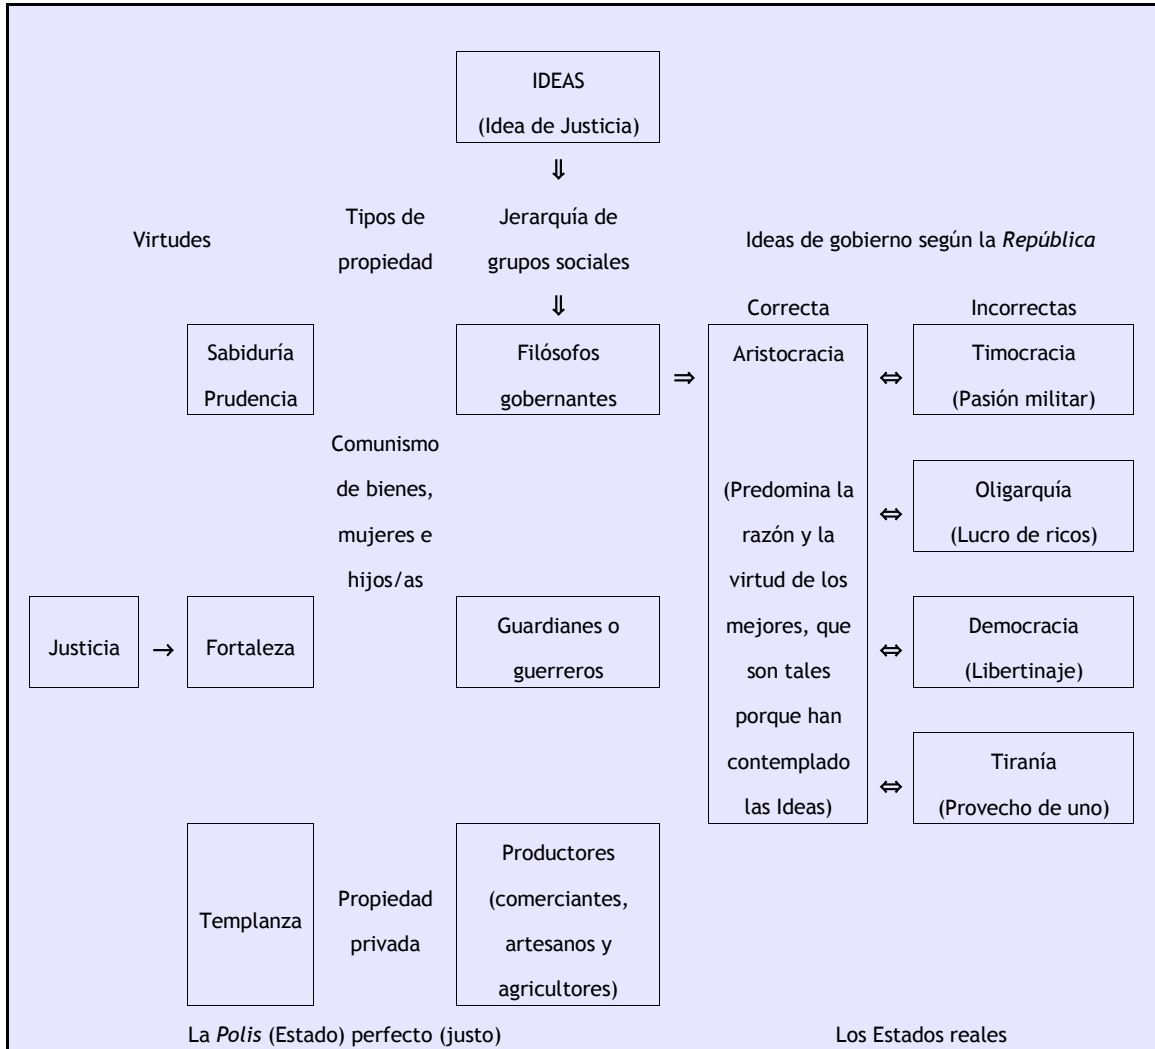 IDEAS
(Idea de Justicia)
⇓
Virtudes
Tipos de
propiedad
Jerarquía de
grupos sociales
Ideas de gobierno según la República
⇓
Correcta
Incorrectas
Sabiduría
Prudencia
Filósofos
gobernantes
⇒
Aristocracia
⇔
Timocracia
(Pasión militar)
Comunismo
de bienes,
mujeres e
hijos/as
(Predomina la
razón y la
virtud de los
mejores, que
son tales
porque han
contemplado
las Ideas)
⇔
Oligarquía
(Lucro de ricos)
Justicia
→
Fortaleza
Guardianes o
guerreros
⇔
Democracia
(Libertinaje)
⇔
Tiranía
(Provecho de uno)
Templanza
Propiedad
privada
Productores
(comerciantes,
artesanos y
agricultores)
La Polis (Estado) perfecto (justo)
Los Estados reales